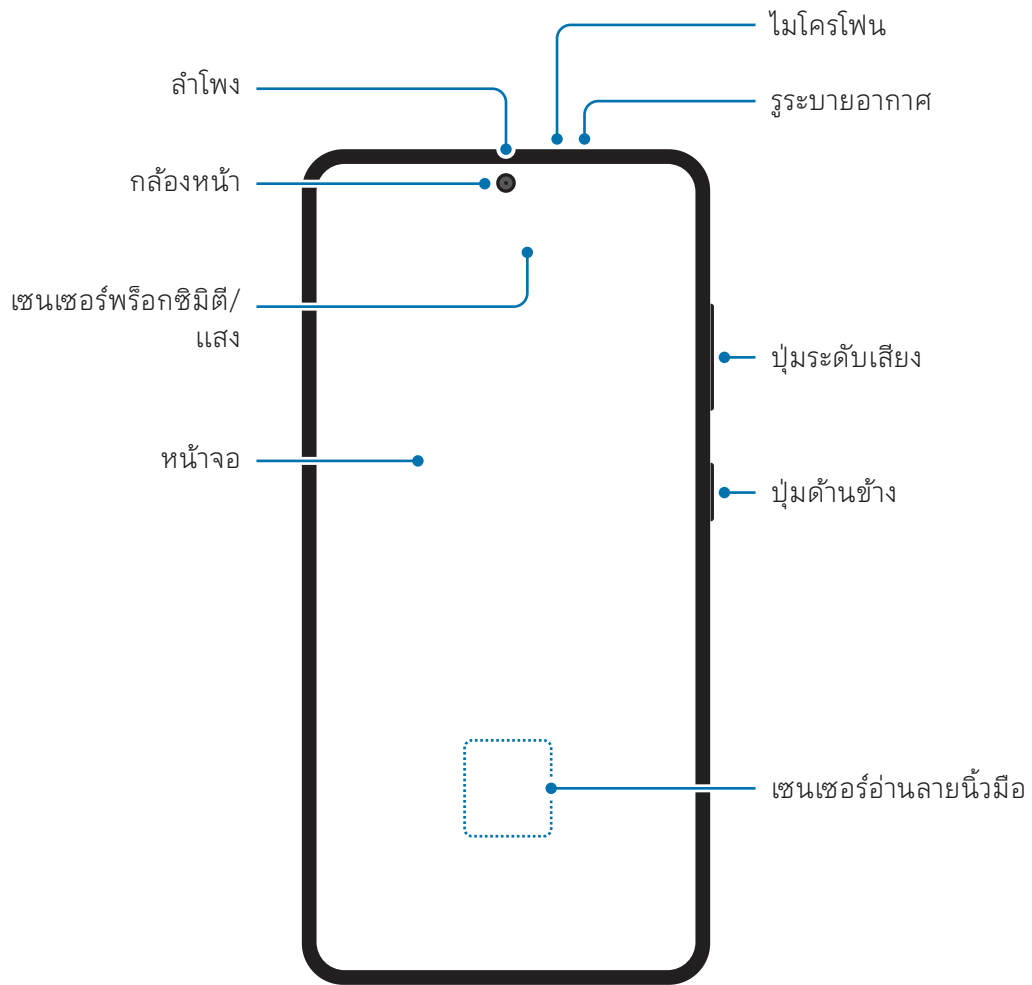 ไมโครโฟน
ลำโพง
รูระบายอากาศ
กล้องหน้า
เซนเซอร์พร็อกซิมิตี/
แสง
ปุ่มระดับเสียง
หน้าจอ
ปุ่มด้านข้าง
เซนเซอร์อ่านลายนิ้วมือ